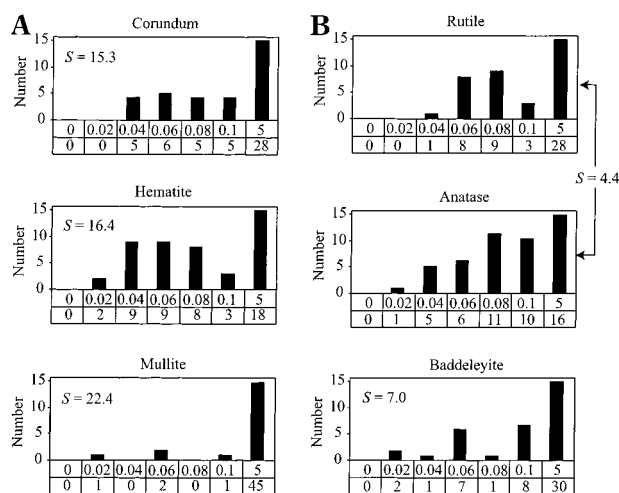 A
Corundum
Number
15
10
5
0
S = 15.3
0 0.02 0.04 0.06 0.08 0.1 5
0 0 5 6 5 5 28
Hematite
Number
15
10
5
0
S = 16.4
0 0.02 0.04 0.06 0.08 0.1 5
0 2 9 9 8 3 18
Mullite
Number
15
10
5
0
S = 22.4
0 0.02 0.04 0.06 0.08 0.1 5
0 1 0 2 0 1 45
B
Rutile
Number
15
10
5
0
0 0.02 0.04 0.06 0.08 0.1 5
0 0 1 8 9 3 28
S = 4.4
Anatase
Number
15
10
5
0
0 0.02 0.04 0.06 0.08 0.1 5
0 1 5 6 11 10 16
Baddeleyite
Number
15
10
5
0
S = 7.0
0 0.02 0.04 0.06 0.08 0.1 5
0 2 1 7 1 8 30